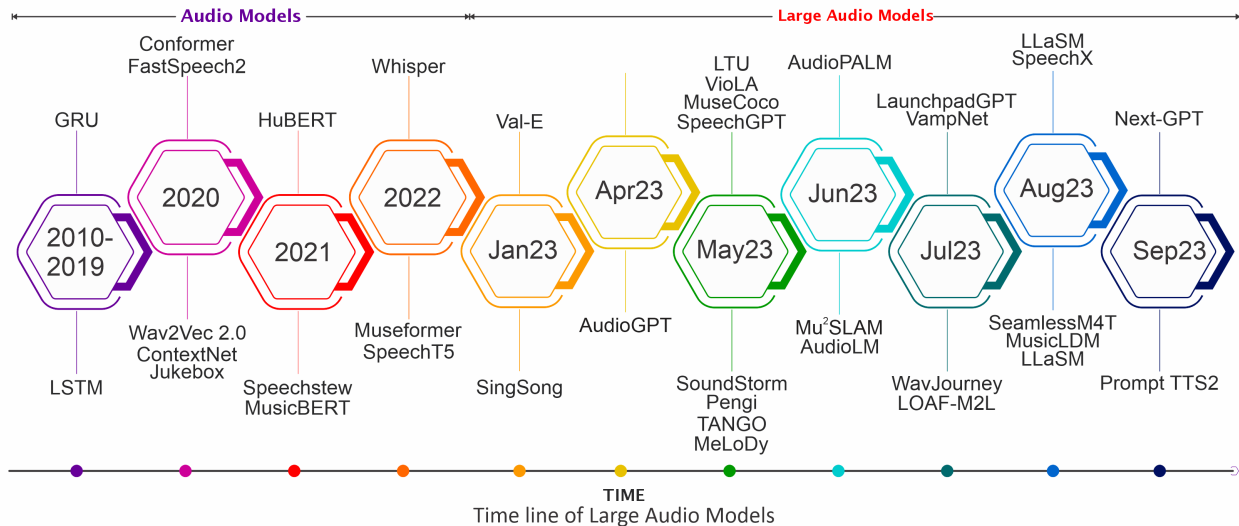 Audio Models
Large Audio Models
GRU
2010-
2019
LSTM
Conformer
FastSpeech2
2020
Wav2Vec 2.0
ContextNet
Jukebox
HuBERT
2021
Speechstew
MusicBERT
Whisper
2022
Museformer
SpeechT5
Val-E
Jan23
SingSong
Apr23
AudioGPT
LTU
VioLA
MuseCoco
SpeechGPT
May23
SoundStorm
Pengi
TANGO
MeLoDy
AudioPALM
Jun23
Mu²SLAM
AudioLM
LaunchpadGPT
VampNet
Jul23
WavJourney
LOAF-M2L
LLaSM
SpeechX
Aug23
SeamlessM4T
MusicLDM
LLaSM
Next-GPT
Sep23
Prompt TTS2
TIME
Time line of Large Audio Models